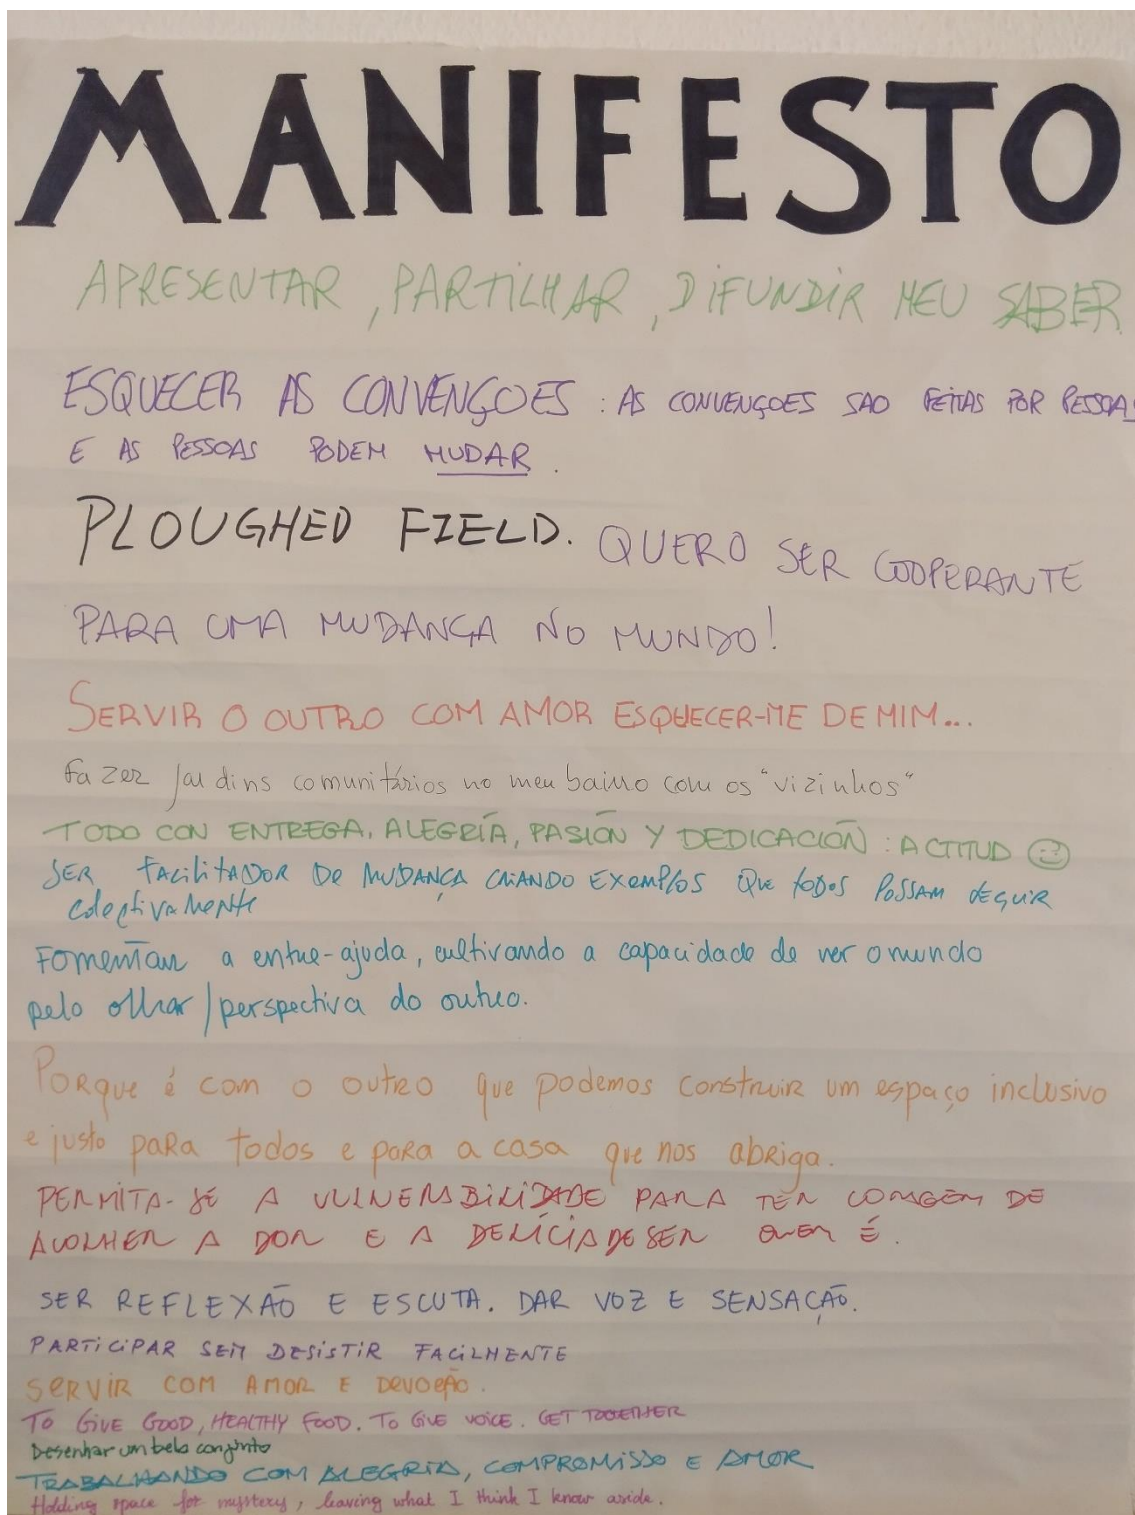 MANIFESTO
APRESENTAR, PARTILHAR, DIFUNDIR MEU SABER
ESQUECER AS CONVENÇOES : AS CONVENÇOES SAO FEITAS POR PESSOAS
E AS PESSOAS PODEM MUDAR.
PLOUGHED FIELD. QUERO SER COOPERANTE
PARA UMA MUDANÇA NO MUNDO!
SERVIR O OUTRO COM AMOR ESQUECER-ME DE MIM...
Fazer jardins comunitários no meu bairro com os "vizinhos"
TODO CON ENTREGA, ALEGRÍA, PASIÓN Y DEDICACIÓN : ACTITUD
SER FACILITADOR DE MUDANÇA CRIANDO EXEMPLOS QUE TODOS POSSAM SEGUIR
colectivamente
Fomentar a entre-ajuda, cultivando a capacidade de ver o mundo
pelo olhar/perspectiva do outro.
Porque é com o outro que podemos construir um espaço inclusivo
e justo para todos e para a casa que nos abriga.
PERMITA-SE A VULNERABILIDADE PARA TER CORAGEM DE
ACOLHER A DOR E A DELÍCIA DE SER QUEM É.
SER REFLEXÃO E ESCUTA. DAR VOZ E SENSAÇÃO.
PARTICIPAR SEM DESISTIR FACILMENTE
SERVIR COM AMOR E DEVOÇÃO.
TO GIVE GOOD, HEALTHY FOOD. TO GIVE VOICE. GET TOGETHER
Desenhar um belo conjunto
TRABALHANDO COM ALEGRIA, COMPROMISSO E AMOR
Holding space for mystery, leaving what I think I know aside.